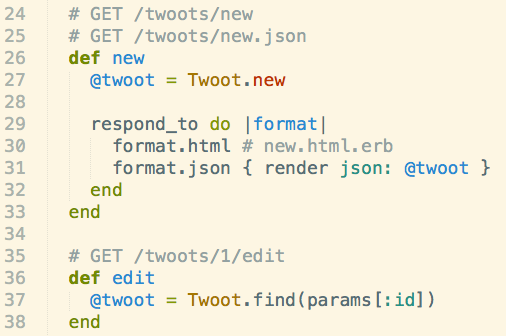 24 # GET /twoots/new
25 # GET /twoots/new.json
26 def new
27   @twoot = Twoot.new
28
29   respond_to do |format|
30     format.html # new.html.erb
31     format.json { render json: @twoot }
32   end
33 end
34
35 # GET /twoots/1/edit
36 def edit
37   @twoot = Twoot.find(params[:id])
38 end